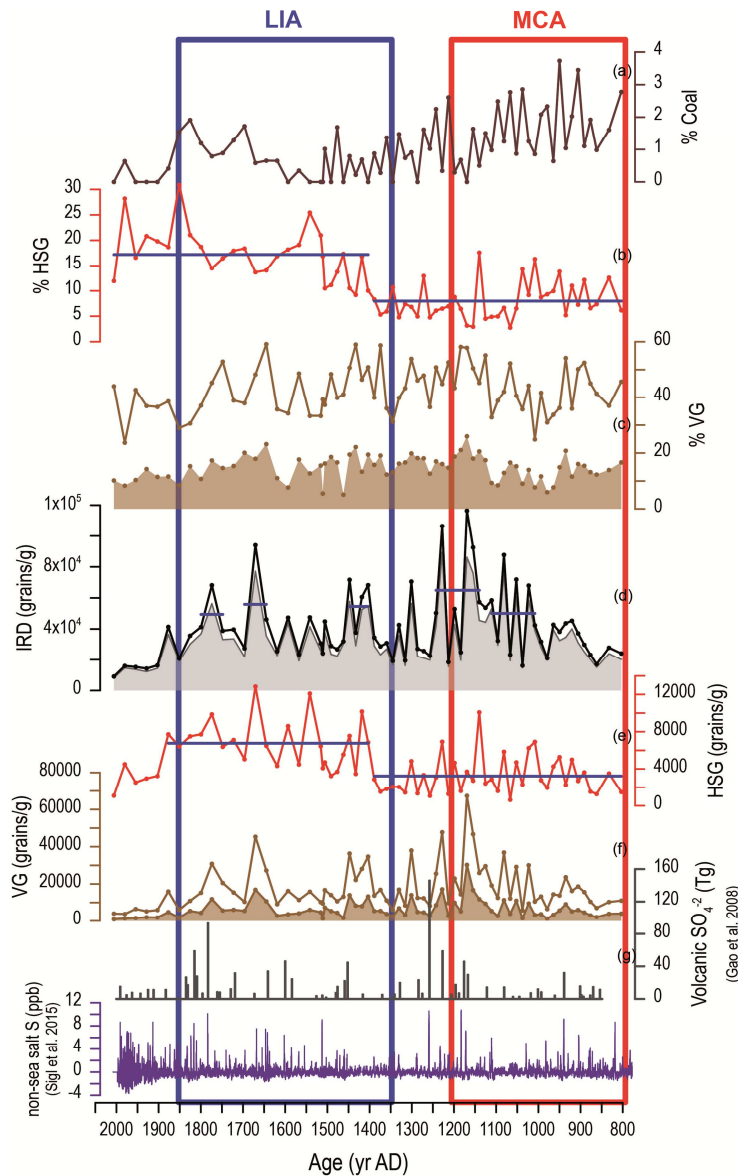 LIA
MCA
4
3
2
1
0
% Coal
(a)
30
25
20
15
10
5
0
% HSG
(b)
60
40
20
0
% VG
(c)
1x10^5
8x10^4
4x10^4
0
IRD (grains/g)
(d)
12000
8000
4000
0
HSG (grains/g)
(e)
80000
60000
40000
20000
0
VG (grains/g)
(f)
160
120
80
40
0
Volcanic SO4^-2 (Tg)
(Gao et al. 2008)
(g)
12
8
4
0
-4
non-sea salt S (ppb)
(Sigl et al. 2015)
2000 1900 1800 1700 1600 1500 1400 1300 1200 1100 1000 900 800
Age (yr AD)